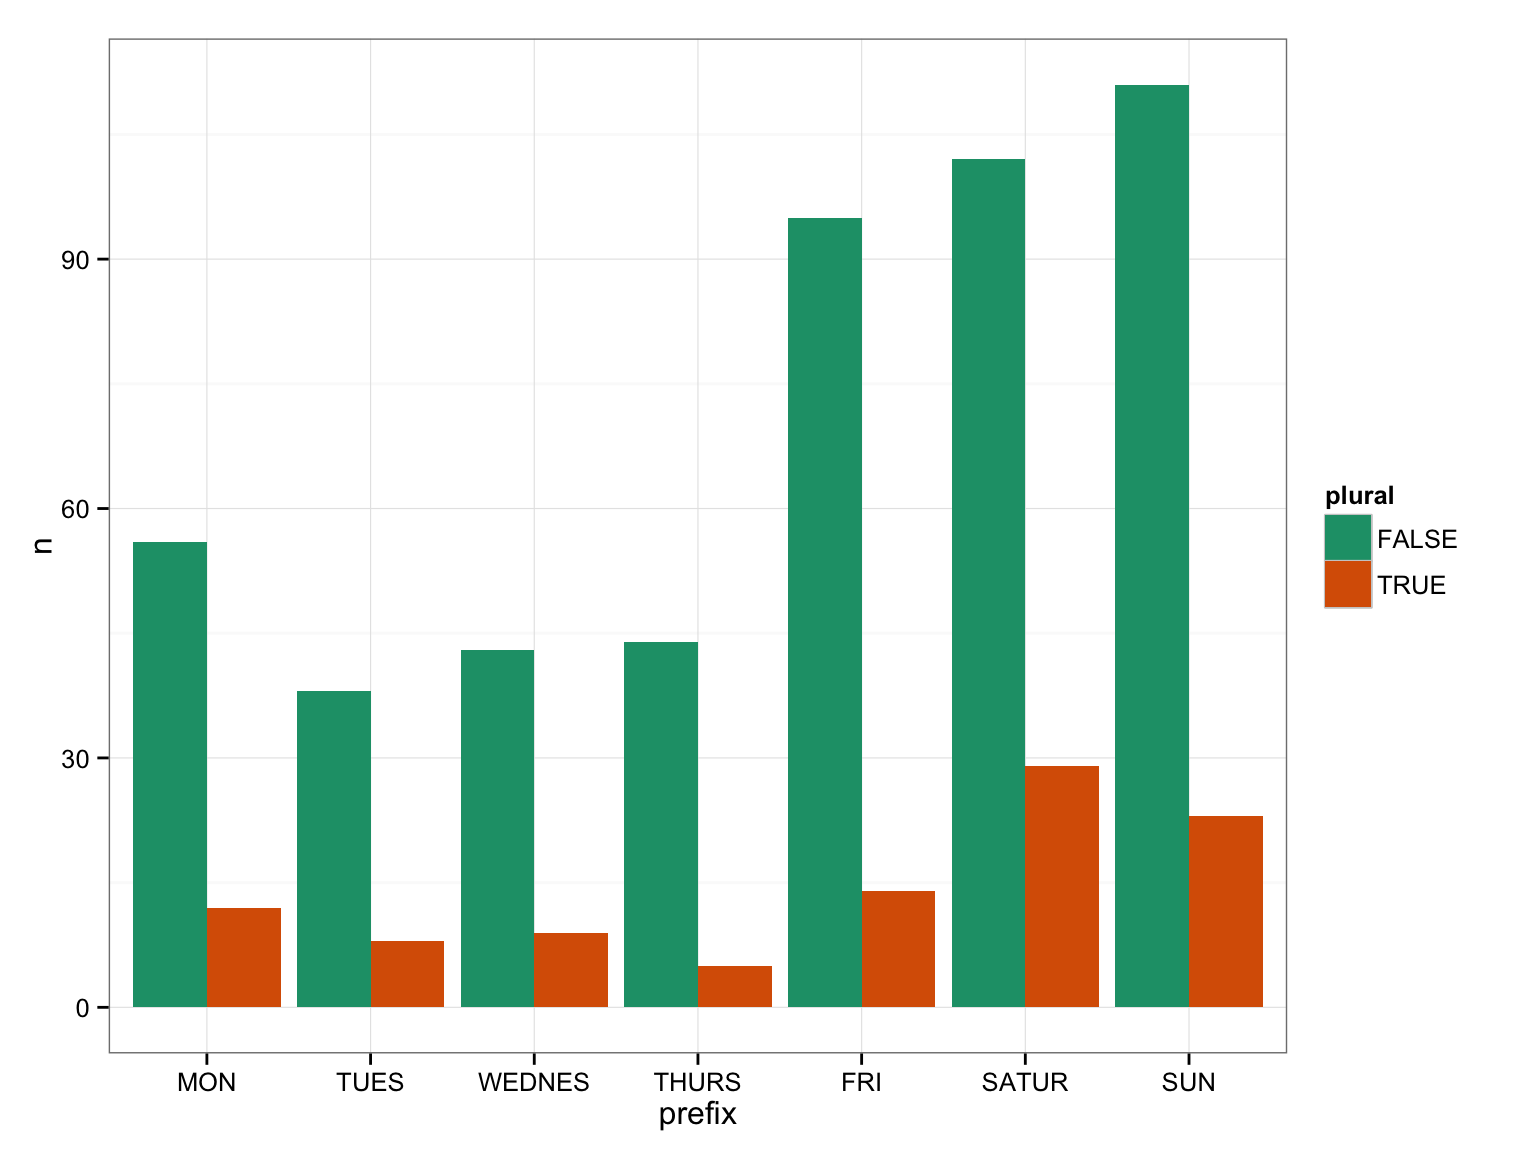 90
60
30
0
n
MON TUES WEDNES THURS FRI SATUR SUN
prefix
plural
FALSE
TRUE